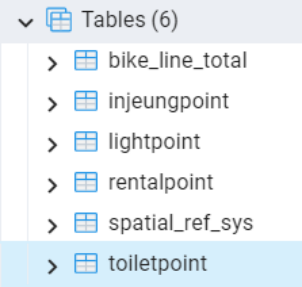 Tables (6)
bike_line_total
injeungpoint
lightpoint
rentalpoint
spatial_ref_sys
toiletpoint